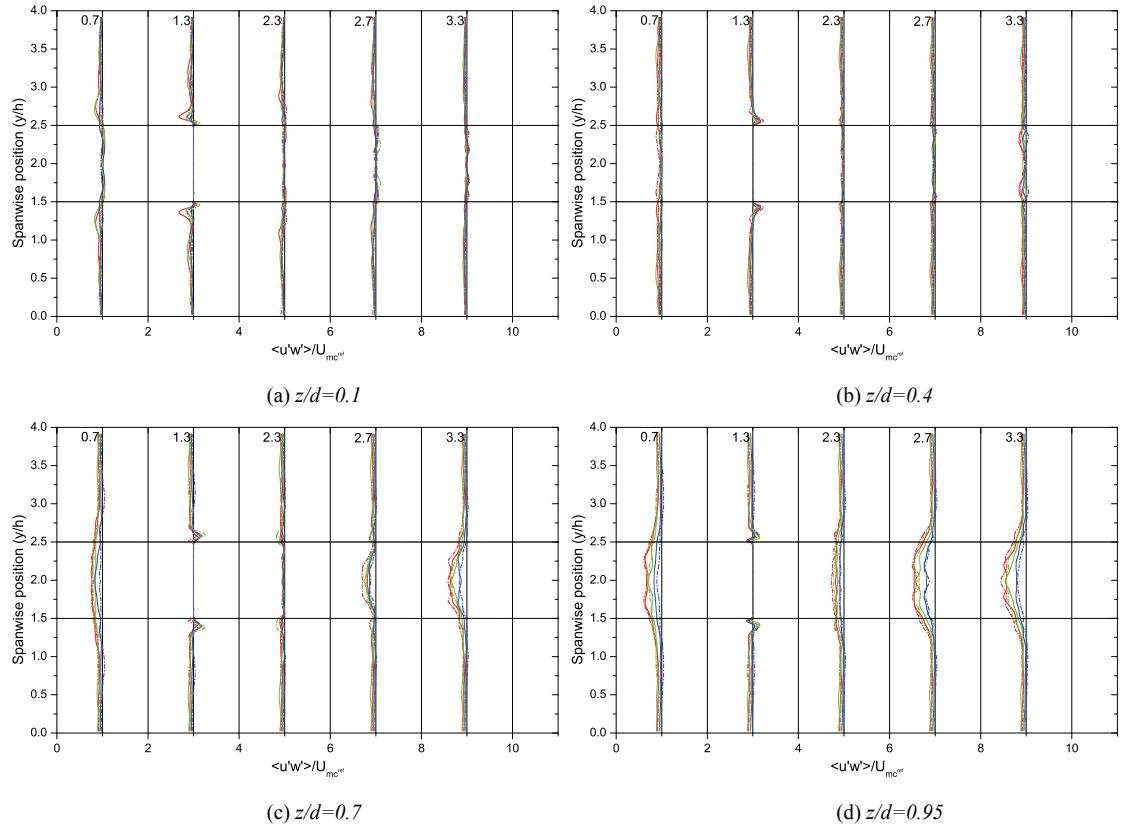 0.7 1.3 2.3 2.7 3.3
4.0
3.5
3.0
2.5
2.0
1.5
1.0
0.5
0.0
Spanwise position (y/h)
0 2 4 6 8 10
<u'w'>/U_mc^ref
(a) z/d=0.1
0.7 1.3 2.3 2.7 3.3
4.0
3.5
3.0
2.5
2.0
1.5
1.0
0.5
0.0
Spanwise position (y/h)
0 2 4 6 8 10
<u'w'>/U_mc^ref
(b) z/d=0.4
0.7 1.3 2.3 2.7 3.3
4.0
3.5
3.0
2.5
2.0
1.5
1.0
0.5
0.0
Spanwise position (y/h)
0 2 4 6 8 10
<u'w'>/U_mc^ref
(c) z/d=0.7
0.7 1.3 2.3 2.7 3.3
4.0
3.5
3.0
2.5
2.0
1.5
1.0
0.5
0.0
Spanwise position (y/h)
0 2 4 6 8 10
<u'w'>/U_mc^ref
(d) z/d=0.95